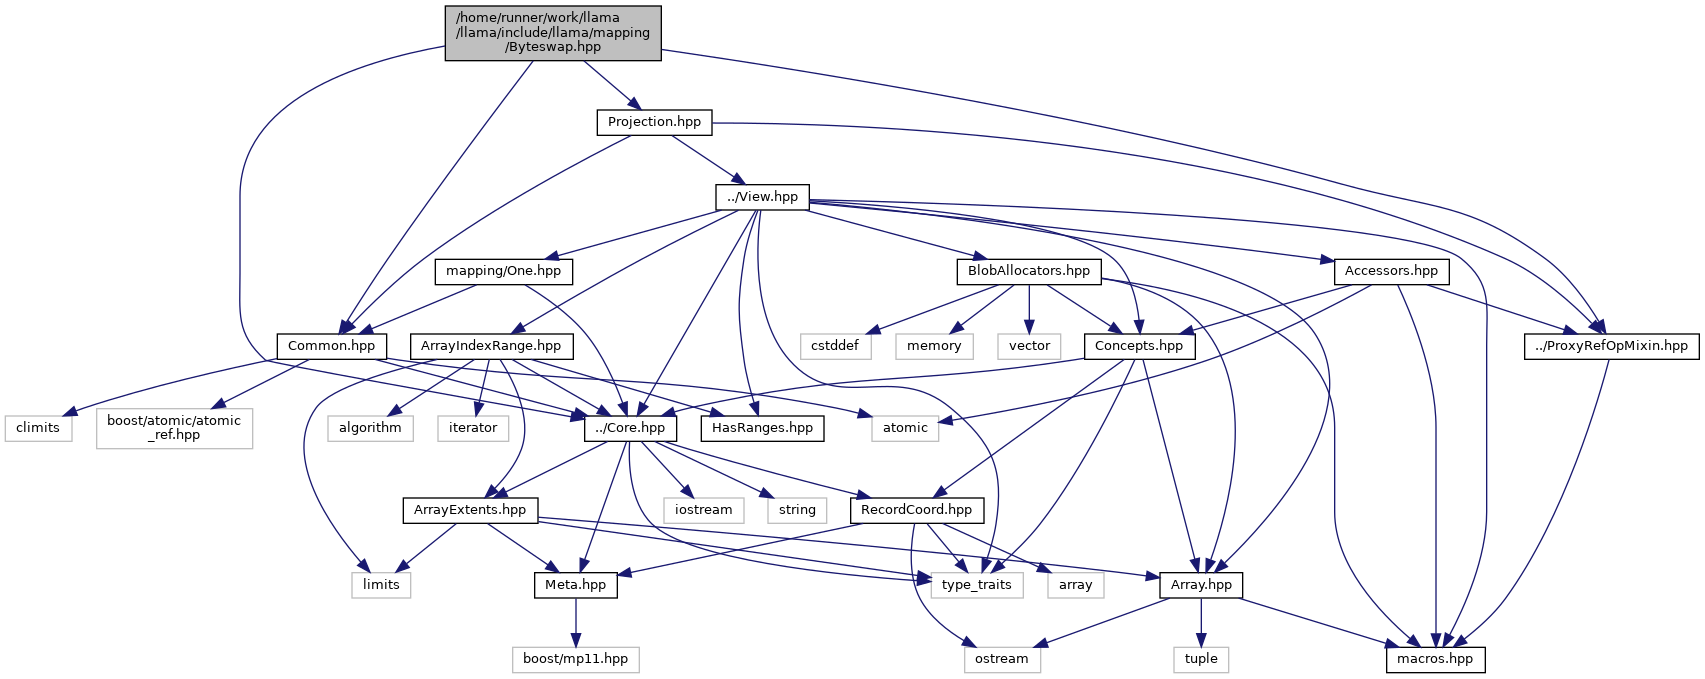 /home/runner/work/llama
/llama/include/llama/mapping
/Byteswap.hpp
Projection.hpp
../View.hpp
mapping/One.hpp
BlobAllocators.hpp
Accessors.hpp
Common.hpp
ArrayIndexRange.hpp
cstddef
memory
vector
Concepts.hpp
../ProxyRefOpMixin.hpp
climits
boost/atomic/atomic
_ref.hpp
algorithm
iterator
../Core.hpp
HasRanges.hpp
atomic
ArrayExtents.hpp
iostream
string
RecordCoord.hpp
limits
Meta.hpp
type_traits
array
Array.hpp
boost/mp11.hpp
ostream
tuple
macros.hpp